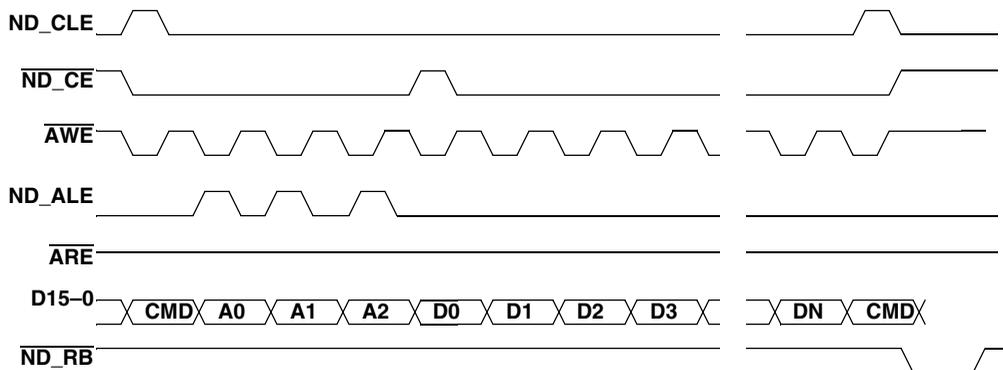 ND_CLE
ND_CE
AWE
ND_ALE
ARE
D15–0 CMD A0 A1 A2 D0 D1 D2 D3 DN CMD
ND_RB